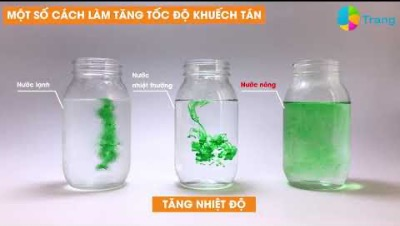 MỘT SỐ CÁCH LÀM TĂNG TỐC ĐỘ KHUẾCH TÁN
Trang
Nước lạnh
Nước
nhiệt thường
Nước nóng
TĂNG NHIỆT ĐỘ